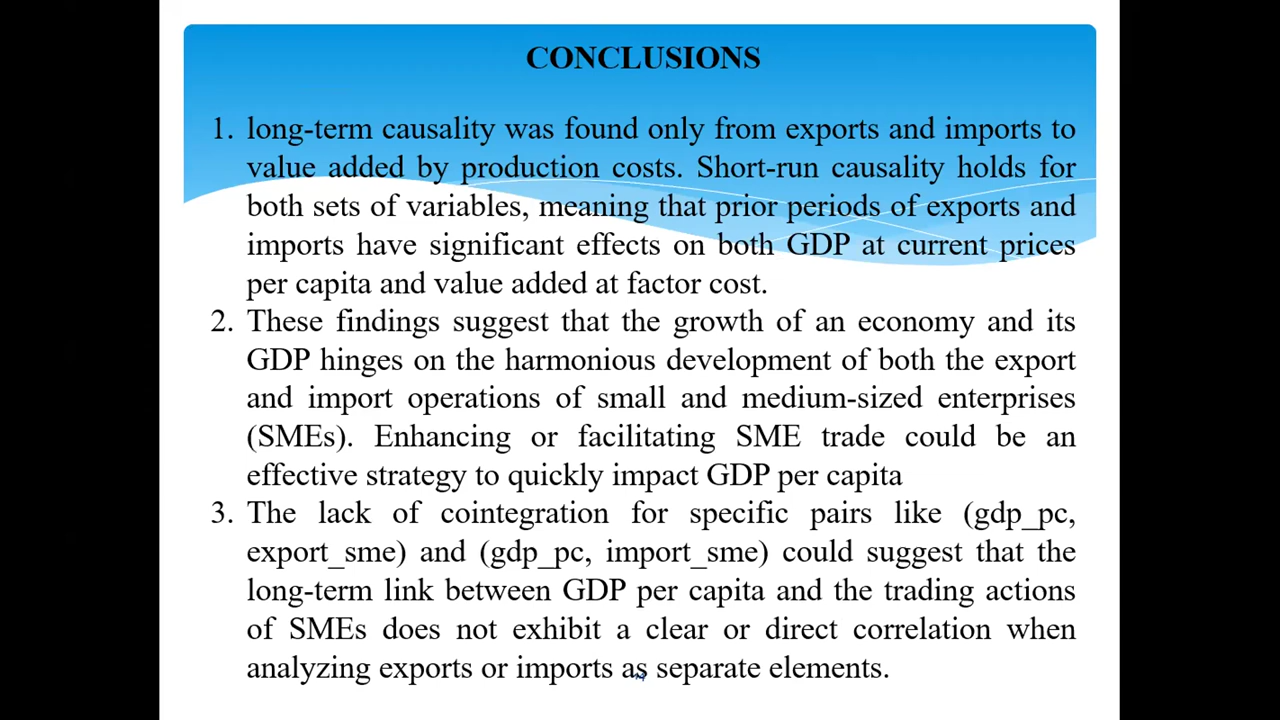 CONCLUSIONS
1. long-term causality was found only from exports and imports to
value added by production costs. Short-run causality holds for
both sets of variables, meaning that prior periods of exports and
imports have significant effects on both GDP at current prices
per capita and value added at factor cost.
2. These findings suggest that the growth of an economy and its
GDP hinges on the harmonious development of both the export
and import operations of small and medium-sized enterprises
(SMEs). Enhancing or facilitating SME trade could be an
effective strategy to quickly impact GDP per capita
3. The lack of cointegration for specific pairs like (gdp_pc,
export_sme) and (gdp_pc, import_sme) could suggest that the
long-term link between GDP per capita and the trading actions
of SMEs does not exhibit a clear or direct correlation when
analyzing exports or imports as separate elements.